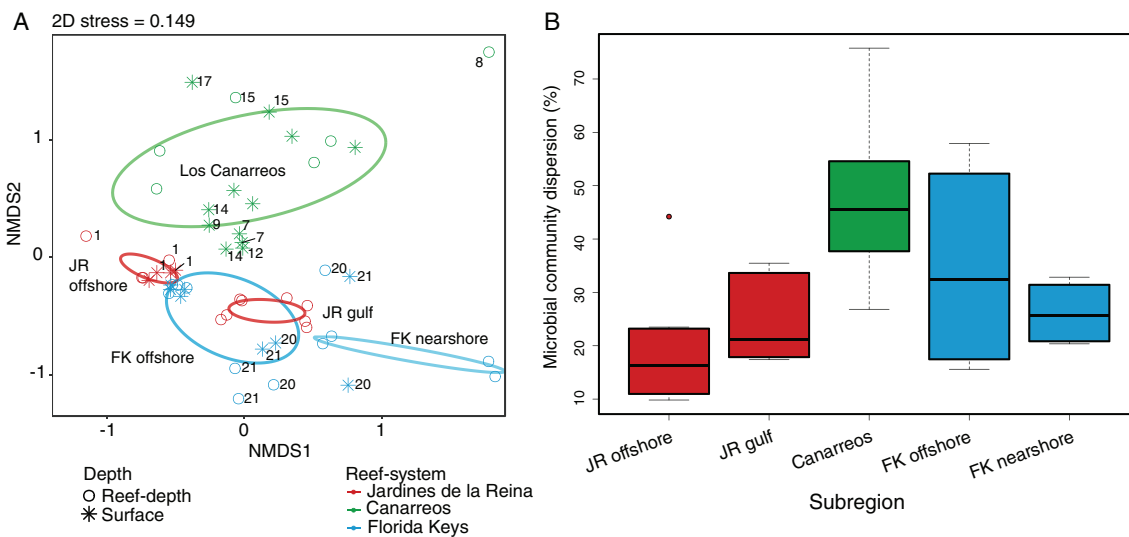 A
2D stress = 0.149
8
17
15
15
Los Canarreos
14
9
7
7
14
12
1
1
1
1
JR
offshore
20
21
JR gulf
FK nearshore
FK offshore
20
21
21
20
20
21
1
0
-1
NMDS2
-1
0
1
NMDS1
Depth
Reef-depth
Surface
Reef-system
Jardines de la Reina
Canarreos
Florida Keys
B
Microbial community dispersion (%)
70
60
50
40
30
20
10
JR offshore
JR gulf
Canarreos
FK offshore
FK nearshore
Subregion